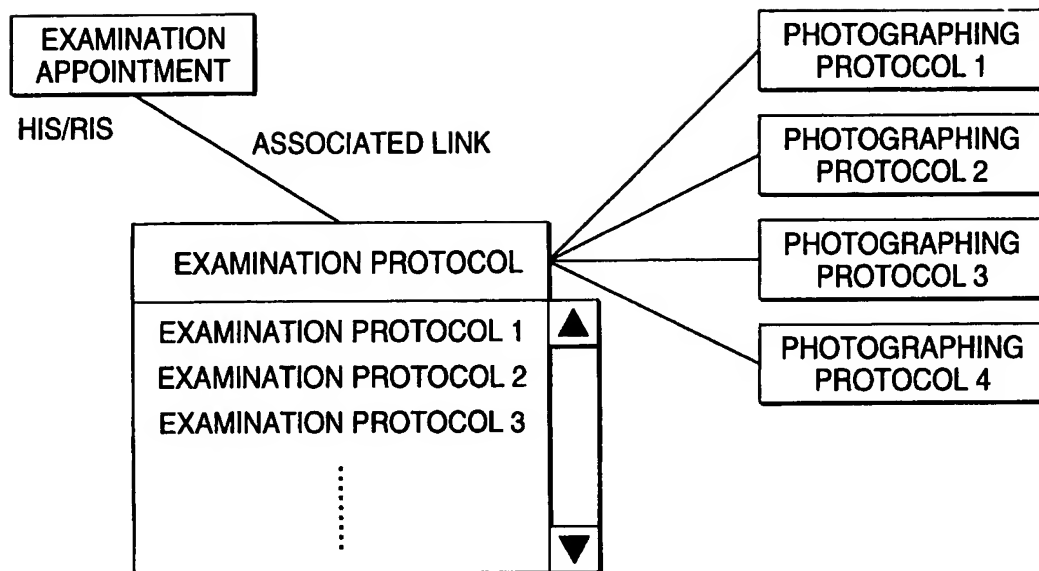 EXAMINATION
APPOINTMENT
HIS/RIS
ASSOCIATED LINK
EXAMINATION PROTOCOL
EXAMINATION PROTOCOL 1
EXAMINATION PROTOCOL 2
EXAMINATION PROTOCOL 3
PHOTOGRAPHING
PROTOCOL 1
PHOTOGRAPHING
PROTOCOL 2
PHOTOGRAPHING
PROTOCOL 3
PHOTOGRAPHING
PROTOCOL 4